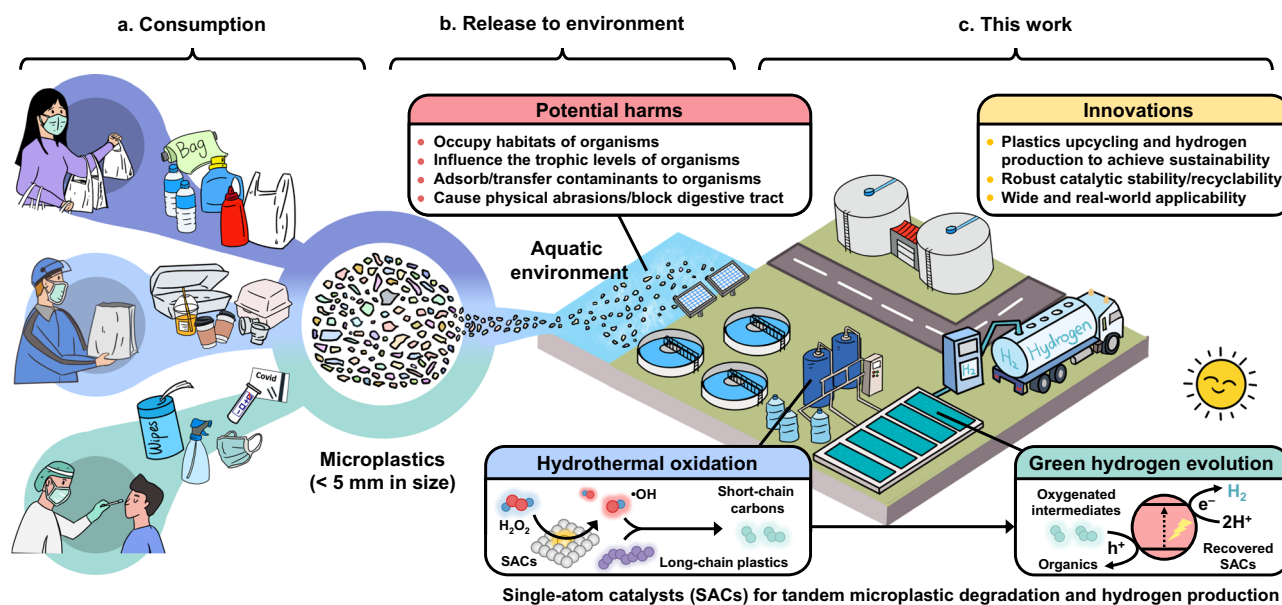 a. Consumption
b. Release to environment
c. This work
Potential harms
• Occupy habitats of organisms
• Influence the trophic levels of organisms
• Adsorb/transfer contaminants to organisms
• Cause physical abrasions/block digestive tract
Innovations
• Plastics upcycling and hydrogen
production to achieve sustainability
• Robust catalytic stability/recyclability
• Wide and real-world applicability
Bag
Aquatic
environment
H₂
H₂ Hydrogen
Covid
Wipes
Microplastics
(< 5 mm in size)
Hydrothermal oxidation
H₂O₂
•OH
Short-chain
carbons
SACs
Long-chain plastics
Green hydrogen evolution
Oxygenated
intermediates
H₂
e⁻
2H⁺
h⁺
Organics
Recovered
SACs
Single-atom catalysts (SACs) for tandem microplastic degradation and hydrogen production